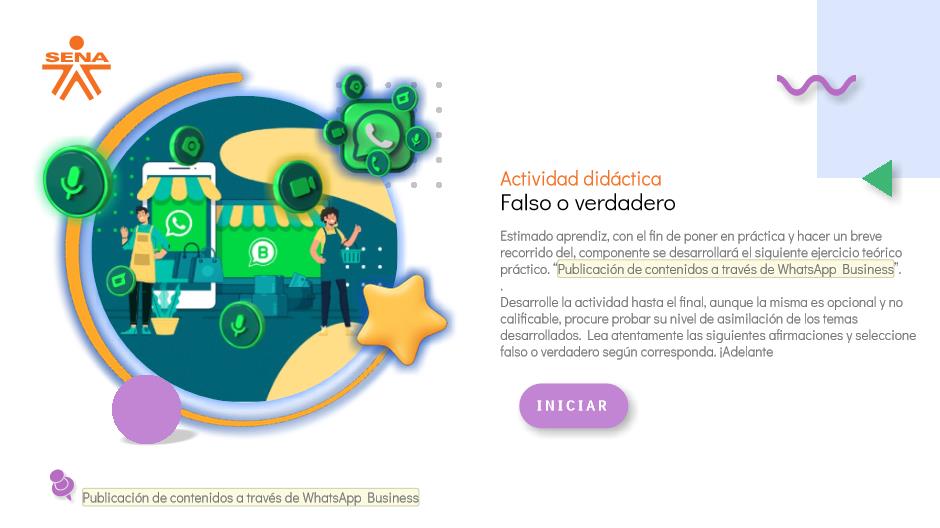 SENA
Actividad didáctica
Falso o verdadero
Estimado aprendiz, con el fin de poner en práctica y hacer un breve
recorrido del, componente se desarrollará el siguiente ejercicio teórico
práctico. “Publicación de contenidos a través de WhatsApp Business”.
.
Desarrolle la actividad hasta el final, aunque la misma es opcional y no
calificable, procure probar su nivel de asimilación de los temas
desarrollados. Lea atentamente las siguientes afirmaciones y seleccione
falso o verdadero según corresponda. ¡Adelante
INICIAR
B
Publicación de contenidos a través de WhatsApp Business